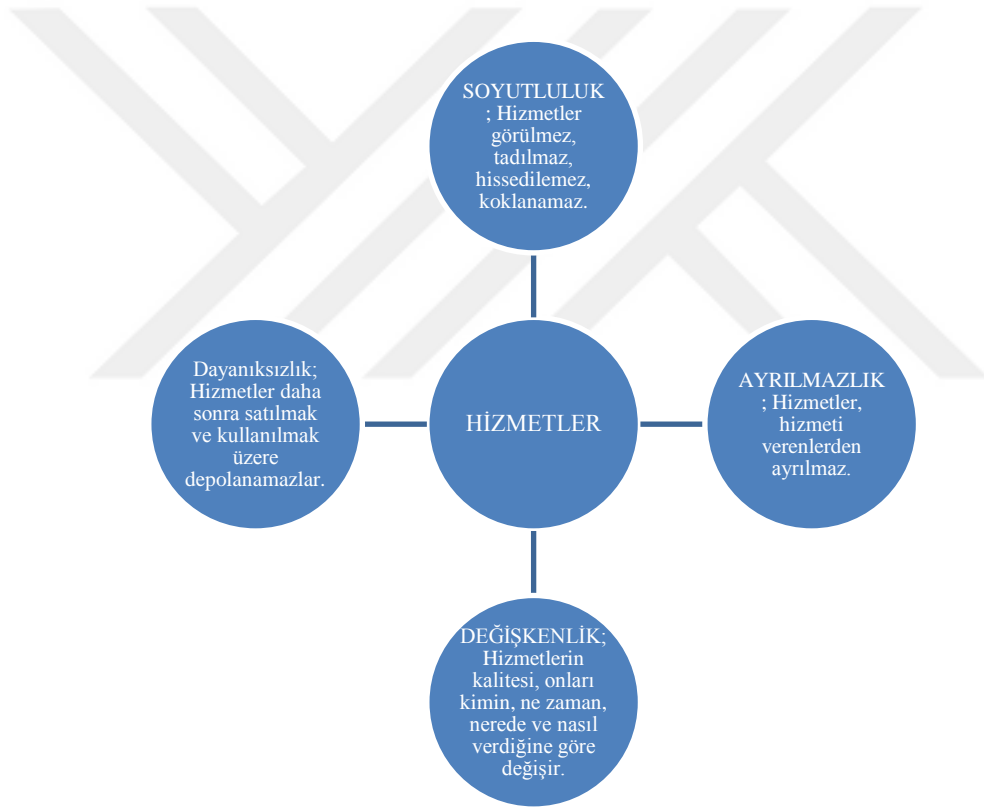 SOYUTLULUK
; Hizmetler
görülmez,
tadılmaz,
hissedilemez,
koklanamaz.
Dayanıksızlık;
Hizmetler daha
sonra satılmak
ve kullanılmak
üzere
depolanamazlar.
HİZMETLER
AYRILMAZLIK
; Hizmetler,
hizmeti
verenlerden
ayrılmaz.
DEĞİŞKENLİK;
Hizmetlerin
kalitesi, onları
kimin, ne zaman,
nerede ve nasıl
verdiğine göre
değişir.